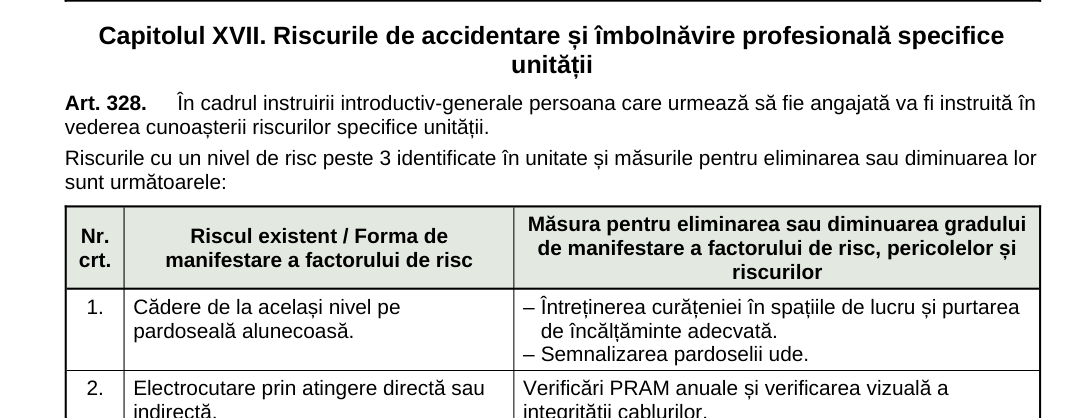 Capitolul XVII. Riscurile de accidentare și îmbolnăvire profesională specifice
unității
Art. 328. În cadrul instruirii introductiv-generale persoana care urmează să fie angajată va fi instruită în
vederea cunoașterii riscurilor specifice unității.
Riscurile cu un nivel de risc peste 3 identificate în unitate și măsurile pentru eliminarea sau diminuarea lor
sunt următoarele:
Nr.
crt.
Riscul existent / Forma de
manifestare a factorului de risc
Măsura pentru eliminarea sau diminuarea gradului
de manifestare a factorului de risc, pericolelor și
riscurilor
1.
Cădere de la același nivel pe
pardoseală alunecoasă.
– Întreținerea curățeniei în spațiile de lucru și purtarea
de încălțăminte adecvată.
– Semnalizarea pardoselii ude.
2.
Electrocutare prin atingere directă sau
indirectă.
Verificări PRAM anuale și verificarea vizuală a
integrității cablurilor.